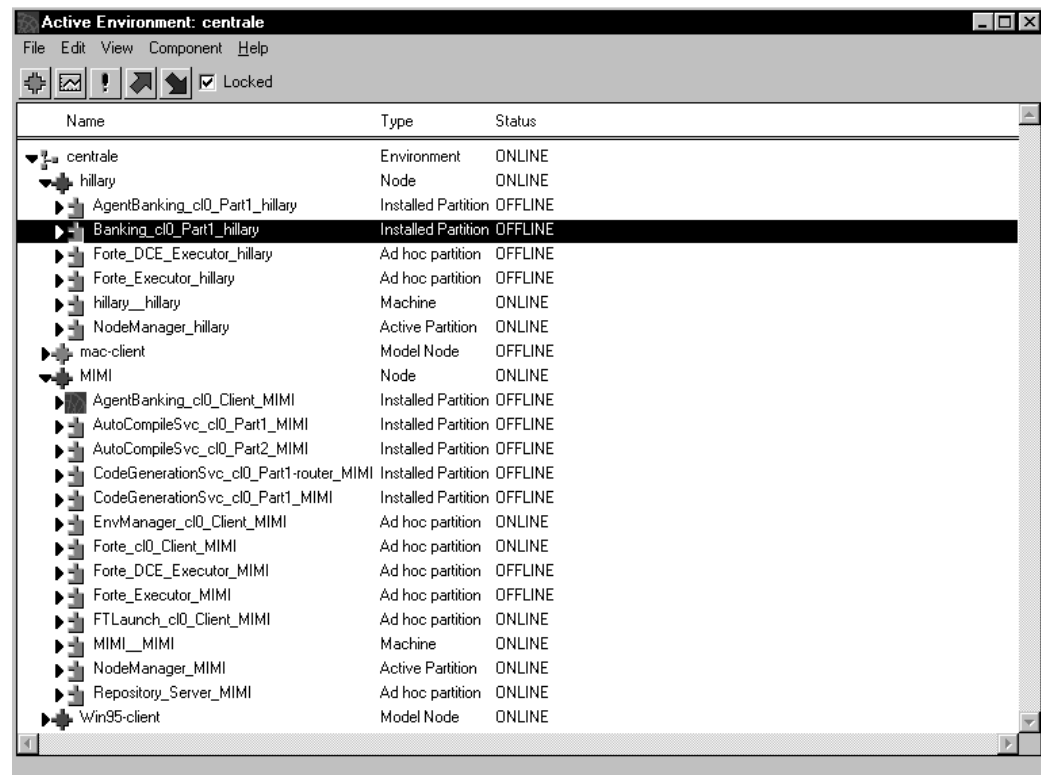 Active Environment: centrale
File Edit View Component Help
Locked
Name Type Status
centrale Environment ONLINE
hillary Node ONLINE
AgentBanking_cl0_Part1_hillary Installed Partition OFFLINE
Banking_cl0_Part1_hillary Installed Partition OFFLINE
Forte_DCE_Executor_hillary Ad hoc partition OFFLINE
Forte_Executor_hillary Ad hoc partition OFFLINE
hillary__hillary Machine ONLINE
NodeManager_hillary Active Partition ONLINE
mac-client Model Node OFFLINE
MIMI Node ONLINE
AgentBanking_cl0_Client_MIMI Installed Partition OFFLINE
AutoCompileSvc_cl0_Part1_MIMI Installed Partition OFFLINE
AutoCompileSvc_cl0_Part2_MIMI Installed Partition OFFLINE
CodeGenerationSvc_cl0_Part1-router_MIMI Installed Partition OFFLINE
CodeGenerationSvc_cl0_Part1_MIMI Installed Partition OFFLINE
EnvManager_cl0_Client_MIMI Ad hoc partition ONLINE
Forte_cl0_Client_MIMI Ad hoc partition ONLINE
Forte_DCE_Executor_MIMI Ad hoc partition OFFLINE
Forte_Executor_MIMI Ad hoc partition OFFLINE
FTLaunch_cl0_Client_MIMI Ad hoc partition ONLINE
MIMI__MIMI Machine ONLINE
NodeManager_MIMI Active Partition ONLINE
Repository_Server_MIMI Ad hoc partition ONLINE
Win95-client Model Node ONLINE